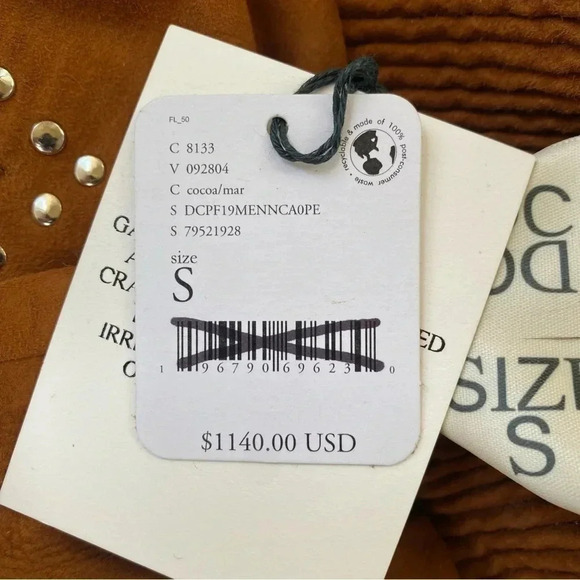 FL_50
recyclable & made of 100% post-consumer waste •
C 8133
V 092804
C cocoa/mar
S DCPF19MENNCA0PE
S 79521928
size
S
1 96790 69623 0
$1140.00 USD
GA
CRA
IRR ED
C
SIZ
S